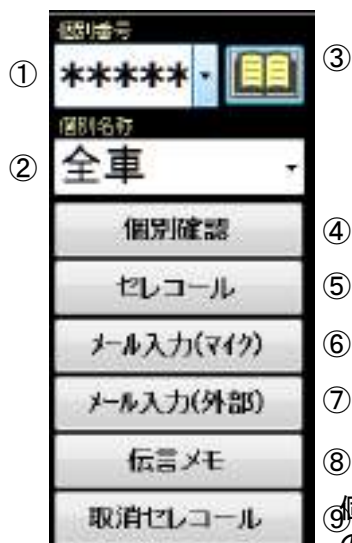 個別番号
① ***** ③
個別名称
② 全車
個別確認 ④
セレコール ⑤
メール入力(マイク) ⑥
メール入力(外部) ⑦
伝言メモ ⑧
取消セレコール ⑨